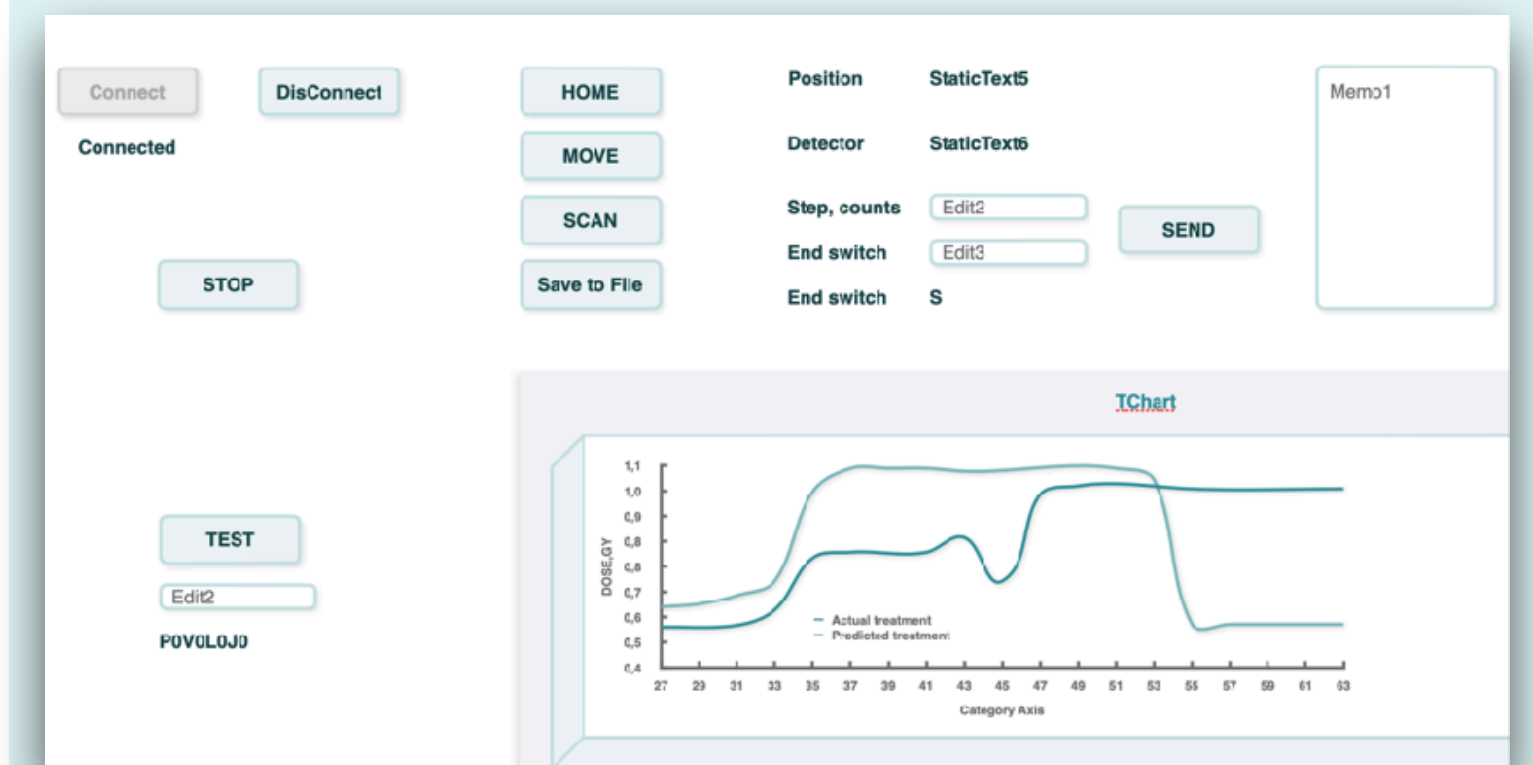 Connect
DisConnect
Connected
STOP
TEST
Edit2
P0V0L0J0
HOME
MOVE
SCAN
Save to File
Position StaticText5
Detector StaticText6
Step, counts Edit2
End switch Edit3
End switch S
SEND
Memo1
TChart
DOSE,GY
1,1
1,0
0,9
0,8
0,8
0,7
0,6
0,5
0,4
Actual treatment
Predicted treatment
27 29 31 33 35 37 39 41 43 45 47 49 51 53 55 57 59 61 63
Category Axis